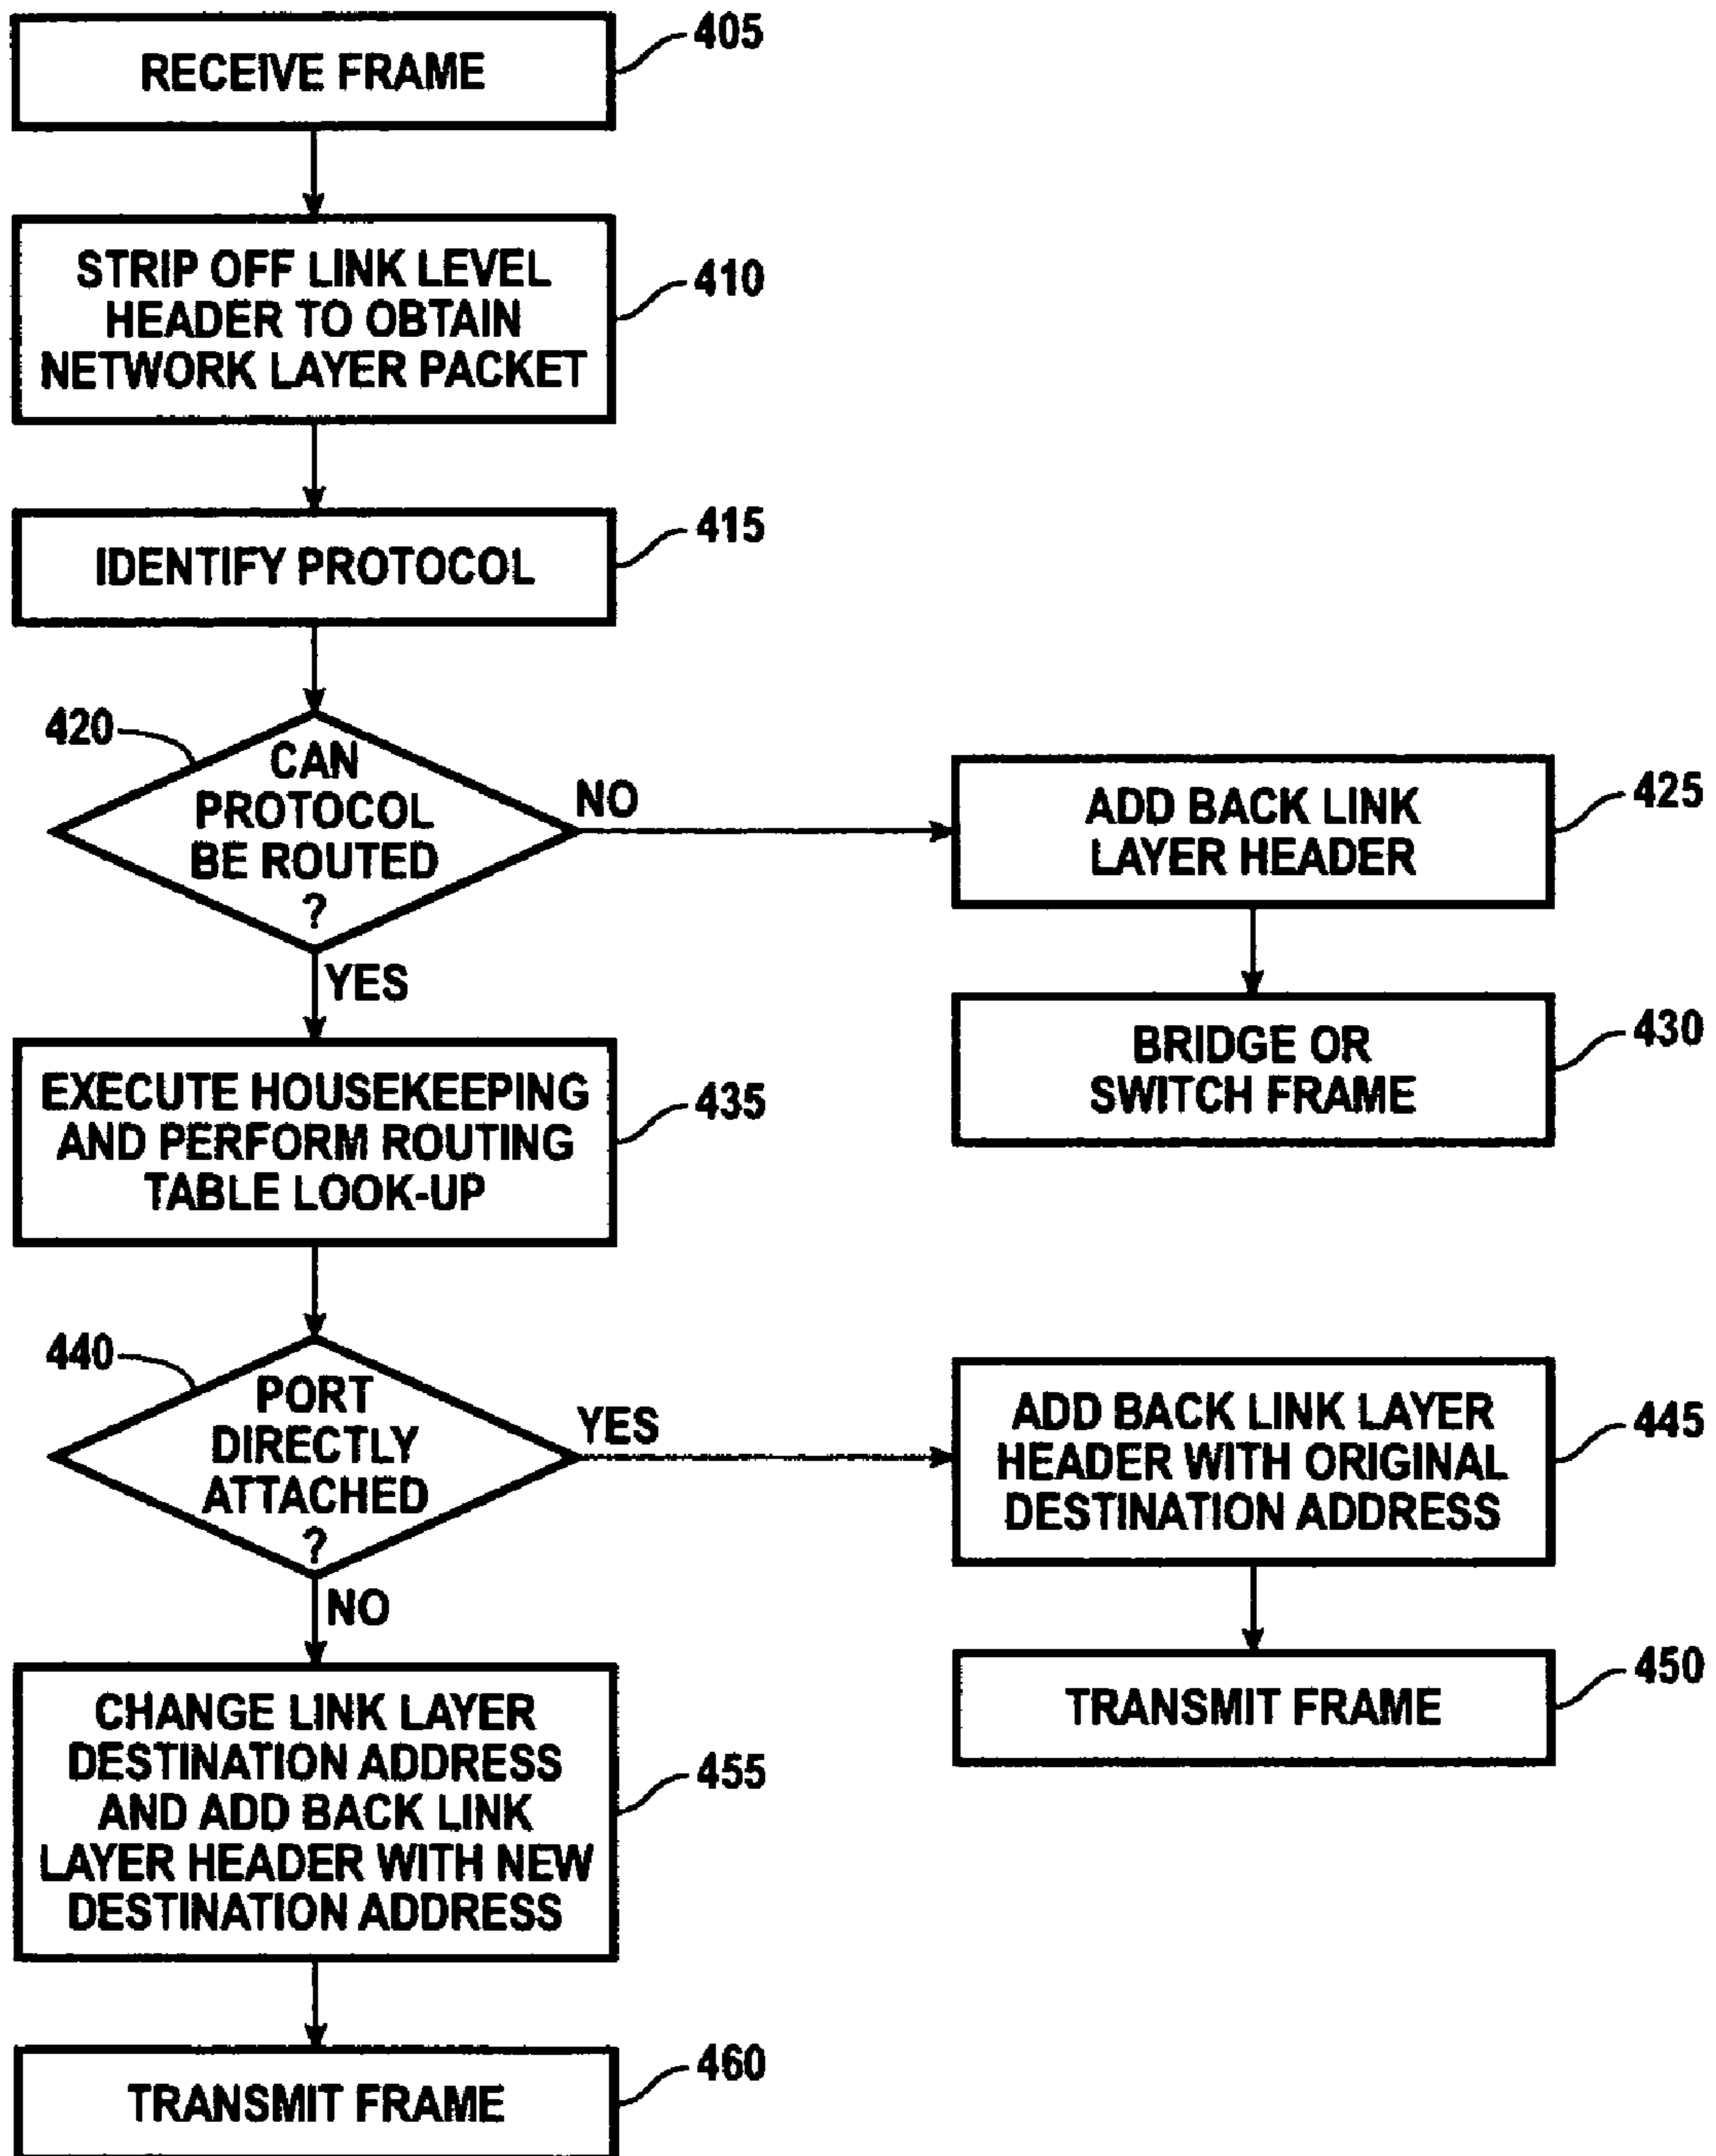 RECEIVE FRAME
405
STRIP OFF LINK LEVEL
HEADER TO OBTAIN
NETWORK LAYER PACKET
410
IDENTIFY PROTOCOL
415
420
CAN
PROTOCOL
BE ROUTED
?
NO
YES
ADD BACK LINK
LAYER HEADER
425
BRIDGE OR
SWITCH FRAME
430
EXECUTE HOUSEKEEPING
AND PERFORM ROUTING
TABLE LOOK-UP
435
440
PORT
DIRECTLY
ATTACHED
?
YES
NO
ADD BACK LINK LAYER
HEADER WITH ORIGINAL
DESTINATION ADDRESS
445
TRANSMIT FRAME
450
CHANGE LINK LAYER
DESTINATION ADDRESS
AND ADD BACK LINK
LAYER HEADER WITH NEW
DESTINATION ADDRESS
455
TRANSMIT FRAME
460